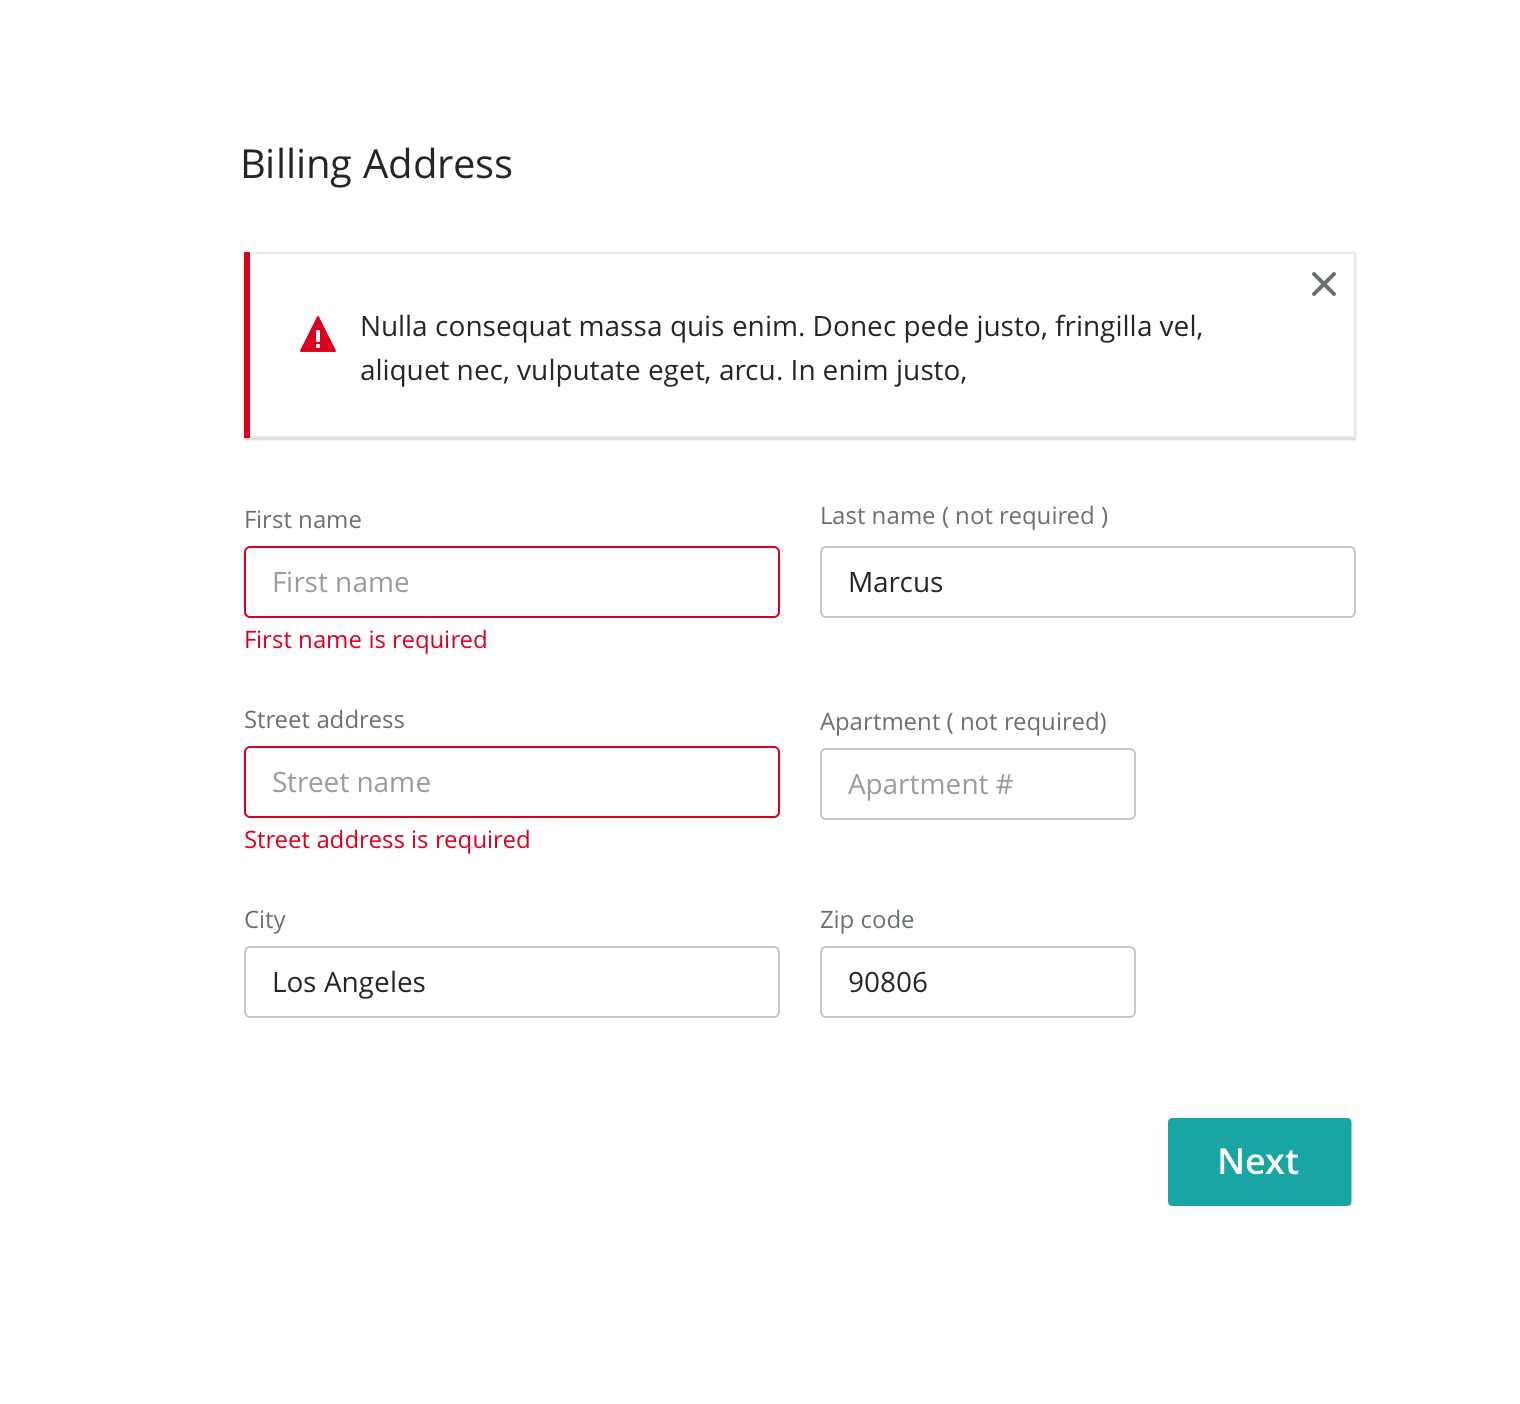 Billing Address
Nulla consequat massa quis enim. Donec pede justo, fringilla vel,
aliquet nec, vulputate eget, arcu. In enim justo,
First name
Last name ( not required )
First name
Marcus
First name is required
Street address
Apartment ( not required)
Street name
Apartment #
Street address is required
City
Zip code
Los Angeles
90806
Next